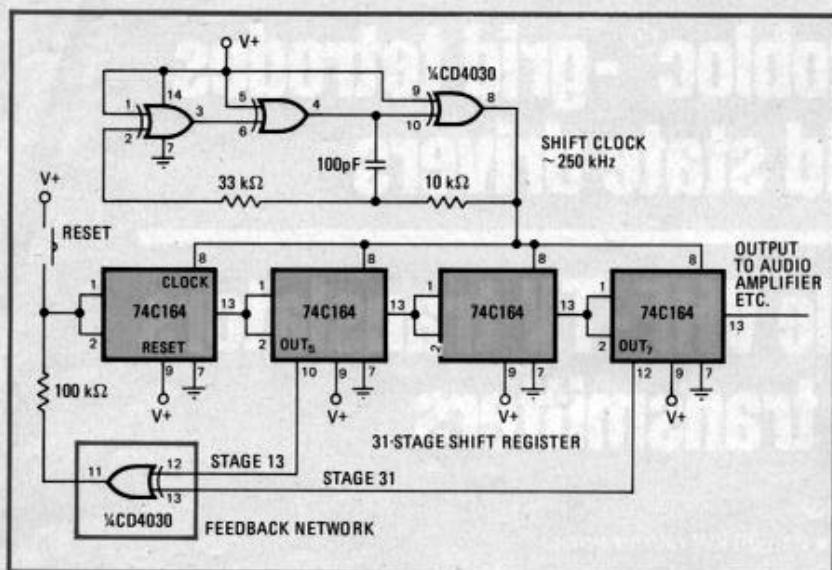 V+
¼CD4030
1
14
3
5
4
9
8
2
7
6
10
SHIFT CLOCK
~250 kHz
100pF
33 kΩ
10 kΩ
V+
RESET
8
8
8
8
OUTPUT
TO AUDIO
AMPLIFIER
ETC.
1
CLOCK
13
1
13
1
13
1
13
74C164
74C164
74C164
74C164
2
RESET
2
OUT₅
2
2
OUT₇
9
7
10
9
7
9
7
12
9
7
100 kΩ
V+
V+
V+
V+
31-STAGE SHIFT REGISTER
11
12
STAGE 13
13
STAGE 31
¼CD4030
FEEDBACK NETWORK